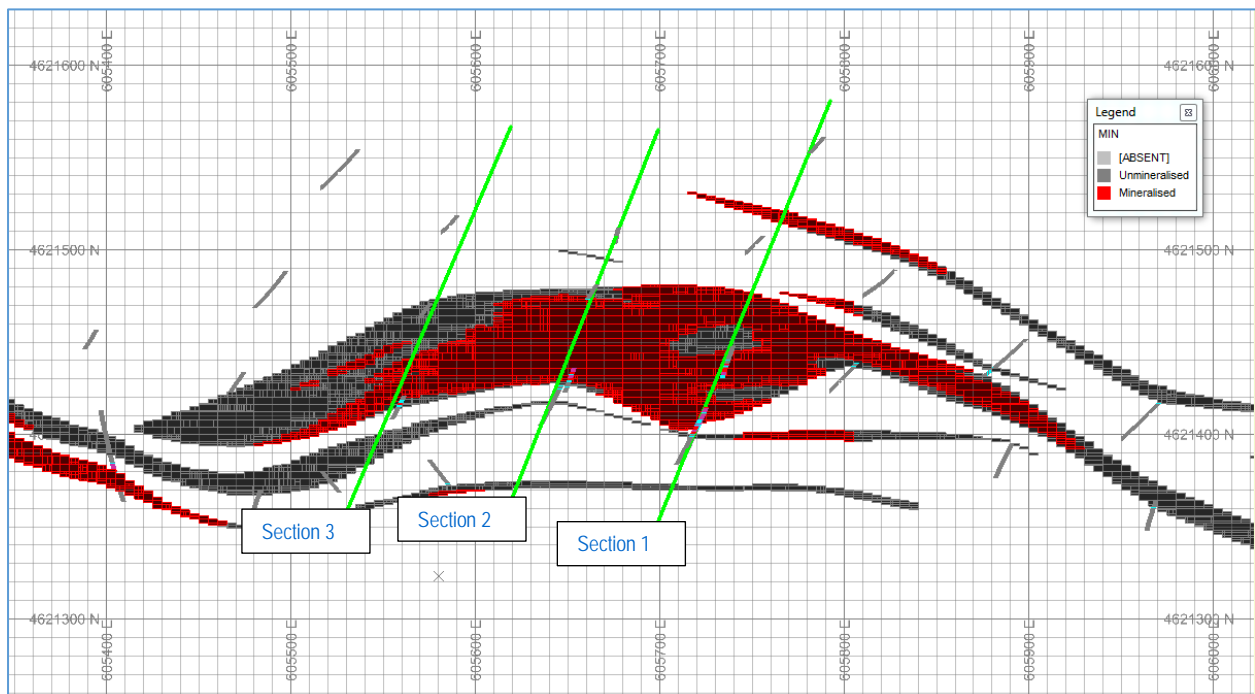 605400 E
605500 E
605600 E
605700 E
605800 E
605900 E
606000 E
4621600 N
4621600 N
Legend
MIN
[ABSENT]
Unmineralised
Mineralised
4621500 N
4621500 N
4621400 N
Section 3
Section 2
Section 1
4621300 N
4621300 N
605400 E
605500 E
605600 E
605700 E
605800 E
605900 E
606000 E